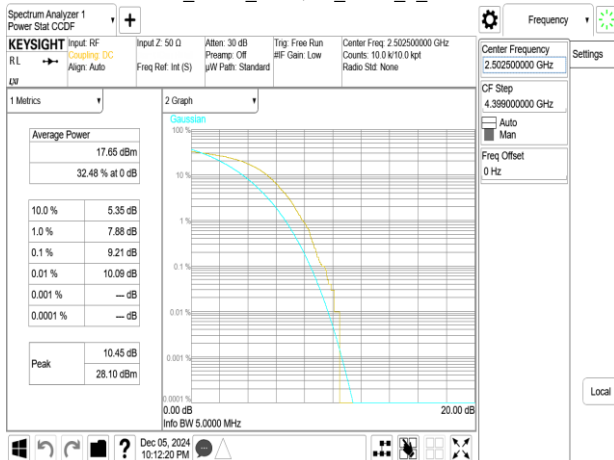 Spectrum Analyzer 1
Power Stat CCDF
Frequency
KEYSIGHT
RL
LXI
Input: RF
Coupling: DC
Align: Auto
Input Z: 50 Ω
Freq Ref: Int (S)
Atten: 30 dB
Preamp: Off
µW Path: Standard
Trig: Free Run
#IF Gain: Low
Center Freq: 2.502500000 GHz
Counts: 10.0 k/10.0 kpt
Radio Std: None
Center Frequency
2.502500000 GHz
Settings
CF Step
4.399000000 GHz
Auto
Man
Freq Offset
0 Hz
1 Metrics
Average Power
17.65 dBm
32.48 % at 0 dB
10.0 % 5.35 dB
1.0 % 7.88 dB
0.1 % 9.21 dB
0.01 % 10.09 dB
0.001 % --- dB
0.0001 % --- dB
Peak
10.45 dB
28.10 dBm
2 Graph
Gaussian
100 %
10 %
1 %
0.1 %
0.01 %
0.001 %
0.0001 %
0.00 dB 20.00 dB
Info BW 5.0000 MHz
Local
? Dec 05, 2024
10:12:20 PM